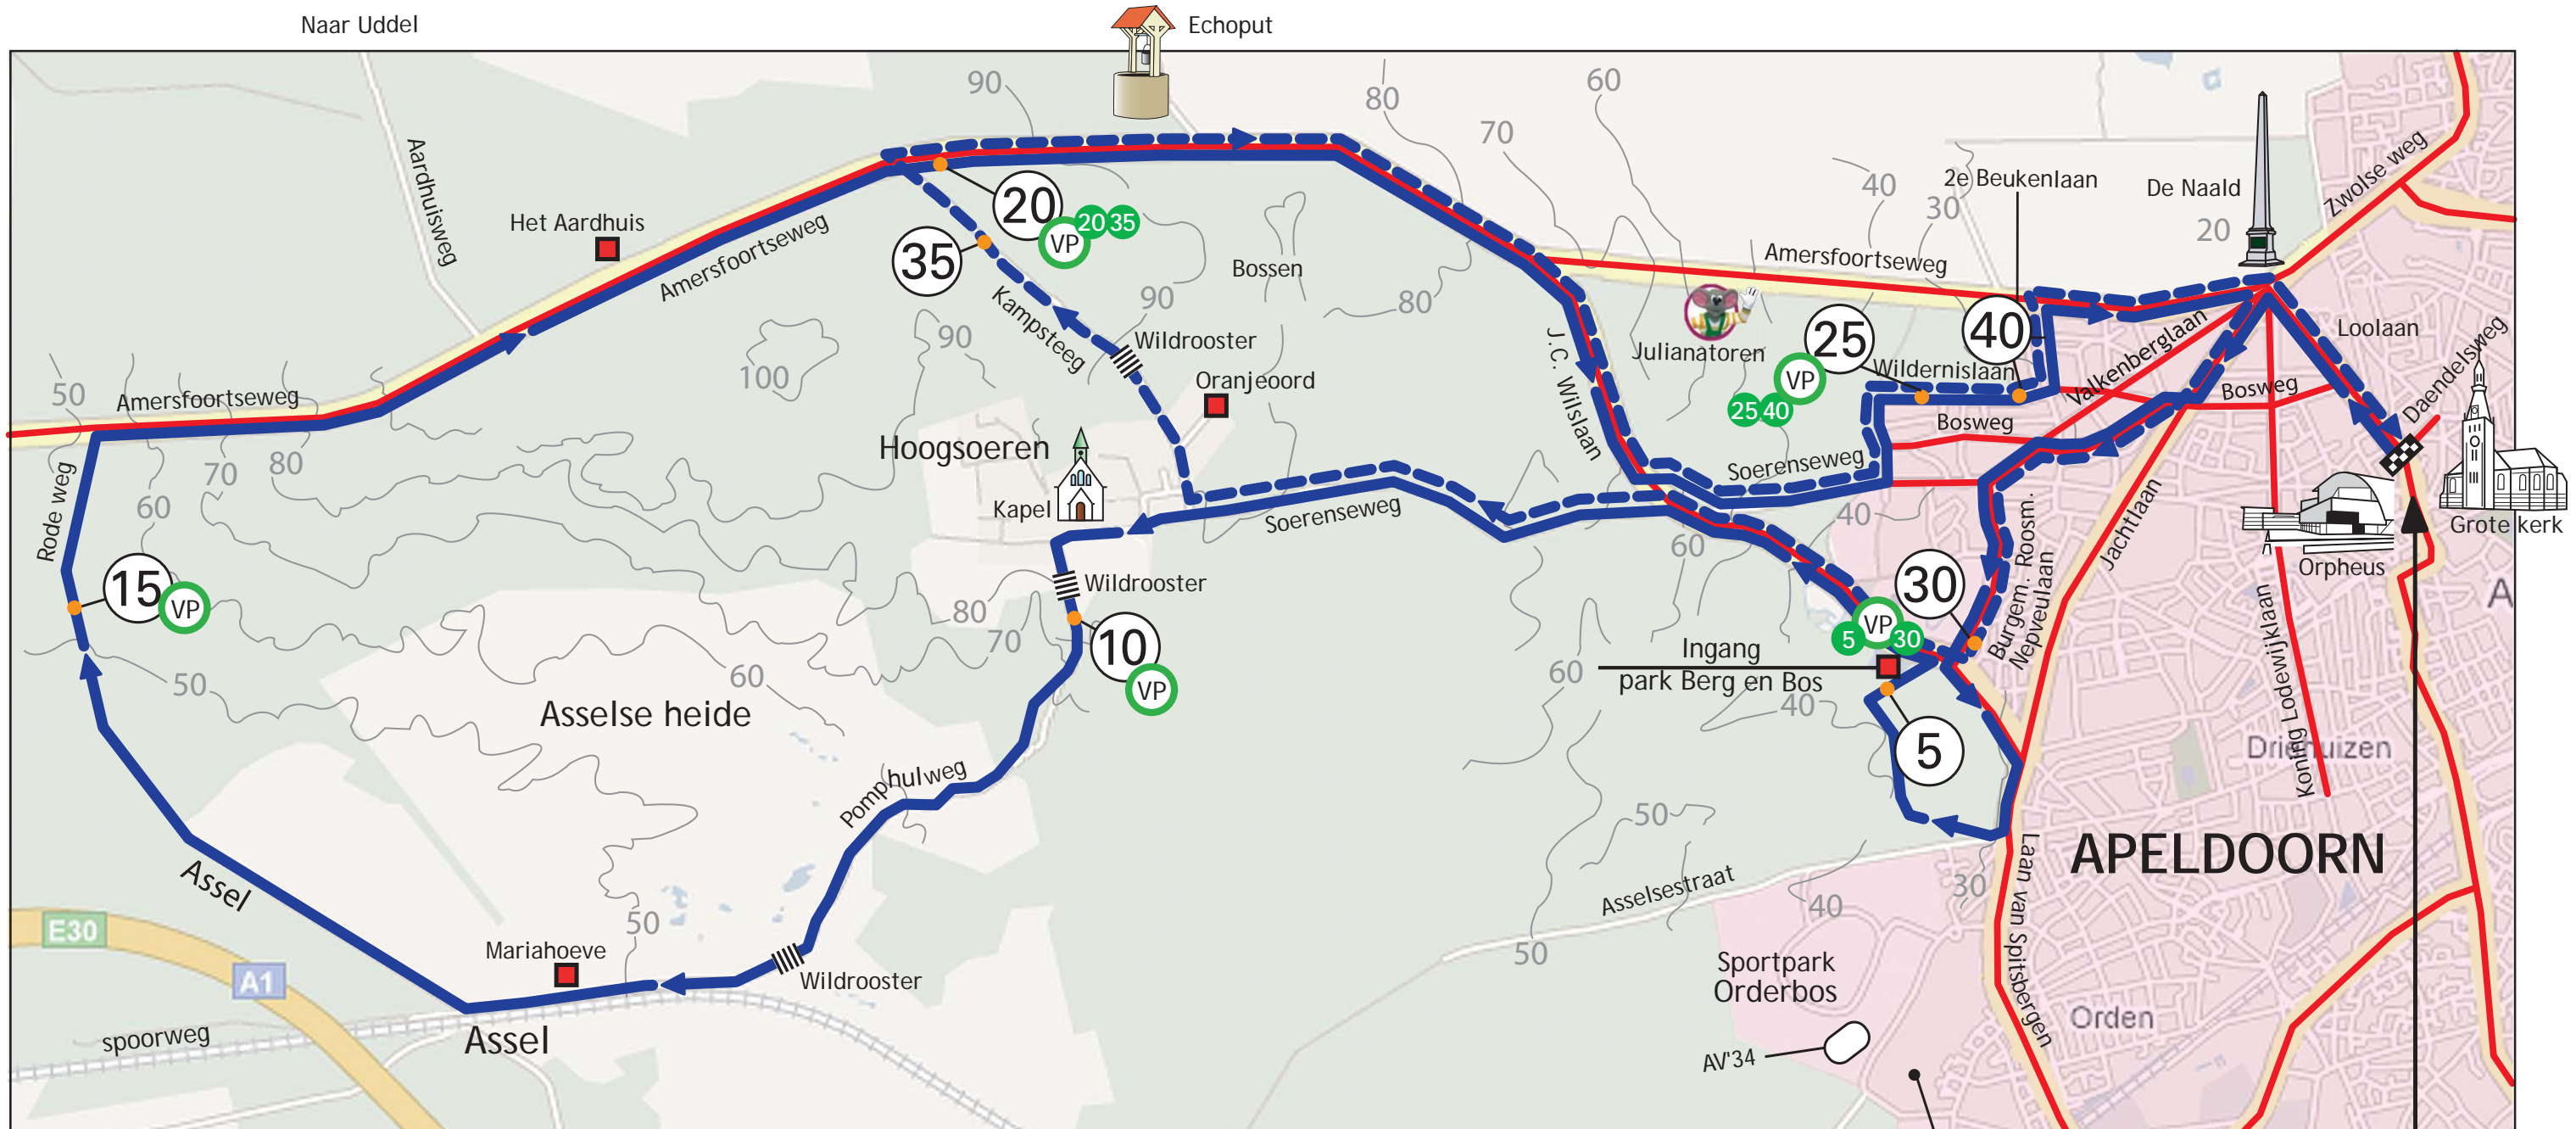 Naar Uddel
Echoput
90
80
60
70
Aardhuisweg
Het Aardhuis
Amersfoortseweg
20
20
35
VP
35
Kampsteeg
90
Bossen
80
90
100
Wildrooster
Oranjeoord
Hoogsoeren
Kapel
Wildrooster
Soerenseweg
J.C. Wilslaan
Julianatoren
Amersfoortseweg
40
30
2e Beukenlaan
De Naald
20
Zwolse weg
25
VP
25
40
40
Wildernislaan
Valkenberglaan
Bosweg
Bosweg
Loolaan
Daendelsweg
Soerenseweg
40
Grote kerk
Orpheus
Jachtlaan
Burgem. Roosm.
Nepveulaan
Koning Lodewijklaan
A
50
Amersfoortseweg
70
80
60
Rode weg
15
VP
50
60
Asselse heide
80
70
10
VP
Pomphulweg
60
30
VP
5
30
Ingang
park Berg en Bos
60
40
5
50
Driehuizen
APELDOORN
Laan van Spitsbergen
Asselsestraat
30
40
50
Sportpark
Orderbos
AV'34
Orden
Assel
E30
A1
Mariahoeve
50
Wildrooster
spoorweg
Assel